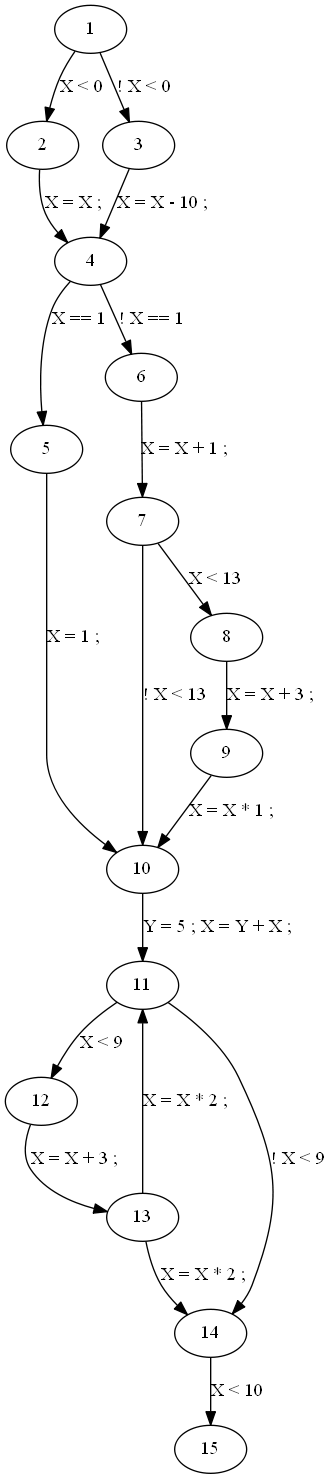 1
X < 0
! X < 0
2
3
X = X ;
X = X - 10 ;
4
X == 1
! X == 1
6
5
X = X + 1 ;
7
X < 13
8
X = 1 ;
! X < 13
X = X + 3 ;
9
X = X * 1 ;
10
Y = 5 ; X = Y + X ;
11
X < 9
12
X = X * 2 ;
X = X + 3 ;
! X < 9
13
X = X * 2 ;
14
X < 10
15